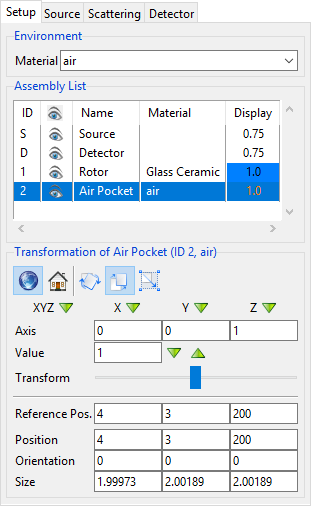 Setup Source Scattering Detector
Environment
Material air
Assembly List
ID Name Material Display
S Source 0.75
D Detector 0.75
1 Rotor Glass Ceramic 1.0
2 Air Pocket air 1.0
Transformation of Air Pocket (ID 2, air)
XYZ X Y Z
Axis 0 0 1
Value 1
Transform
Reference Pos. 4 3 200
Position 4 3 200
Orientation 0 0 0
Size 1.99973 2.00189 2.00189